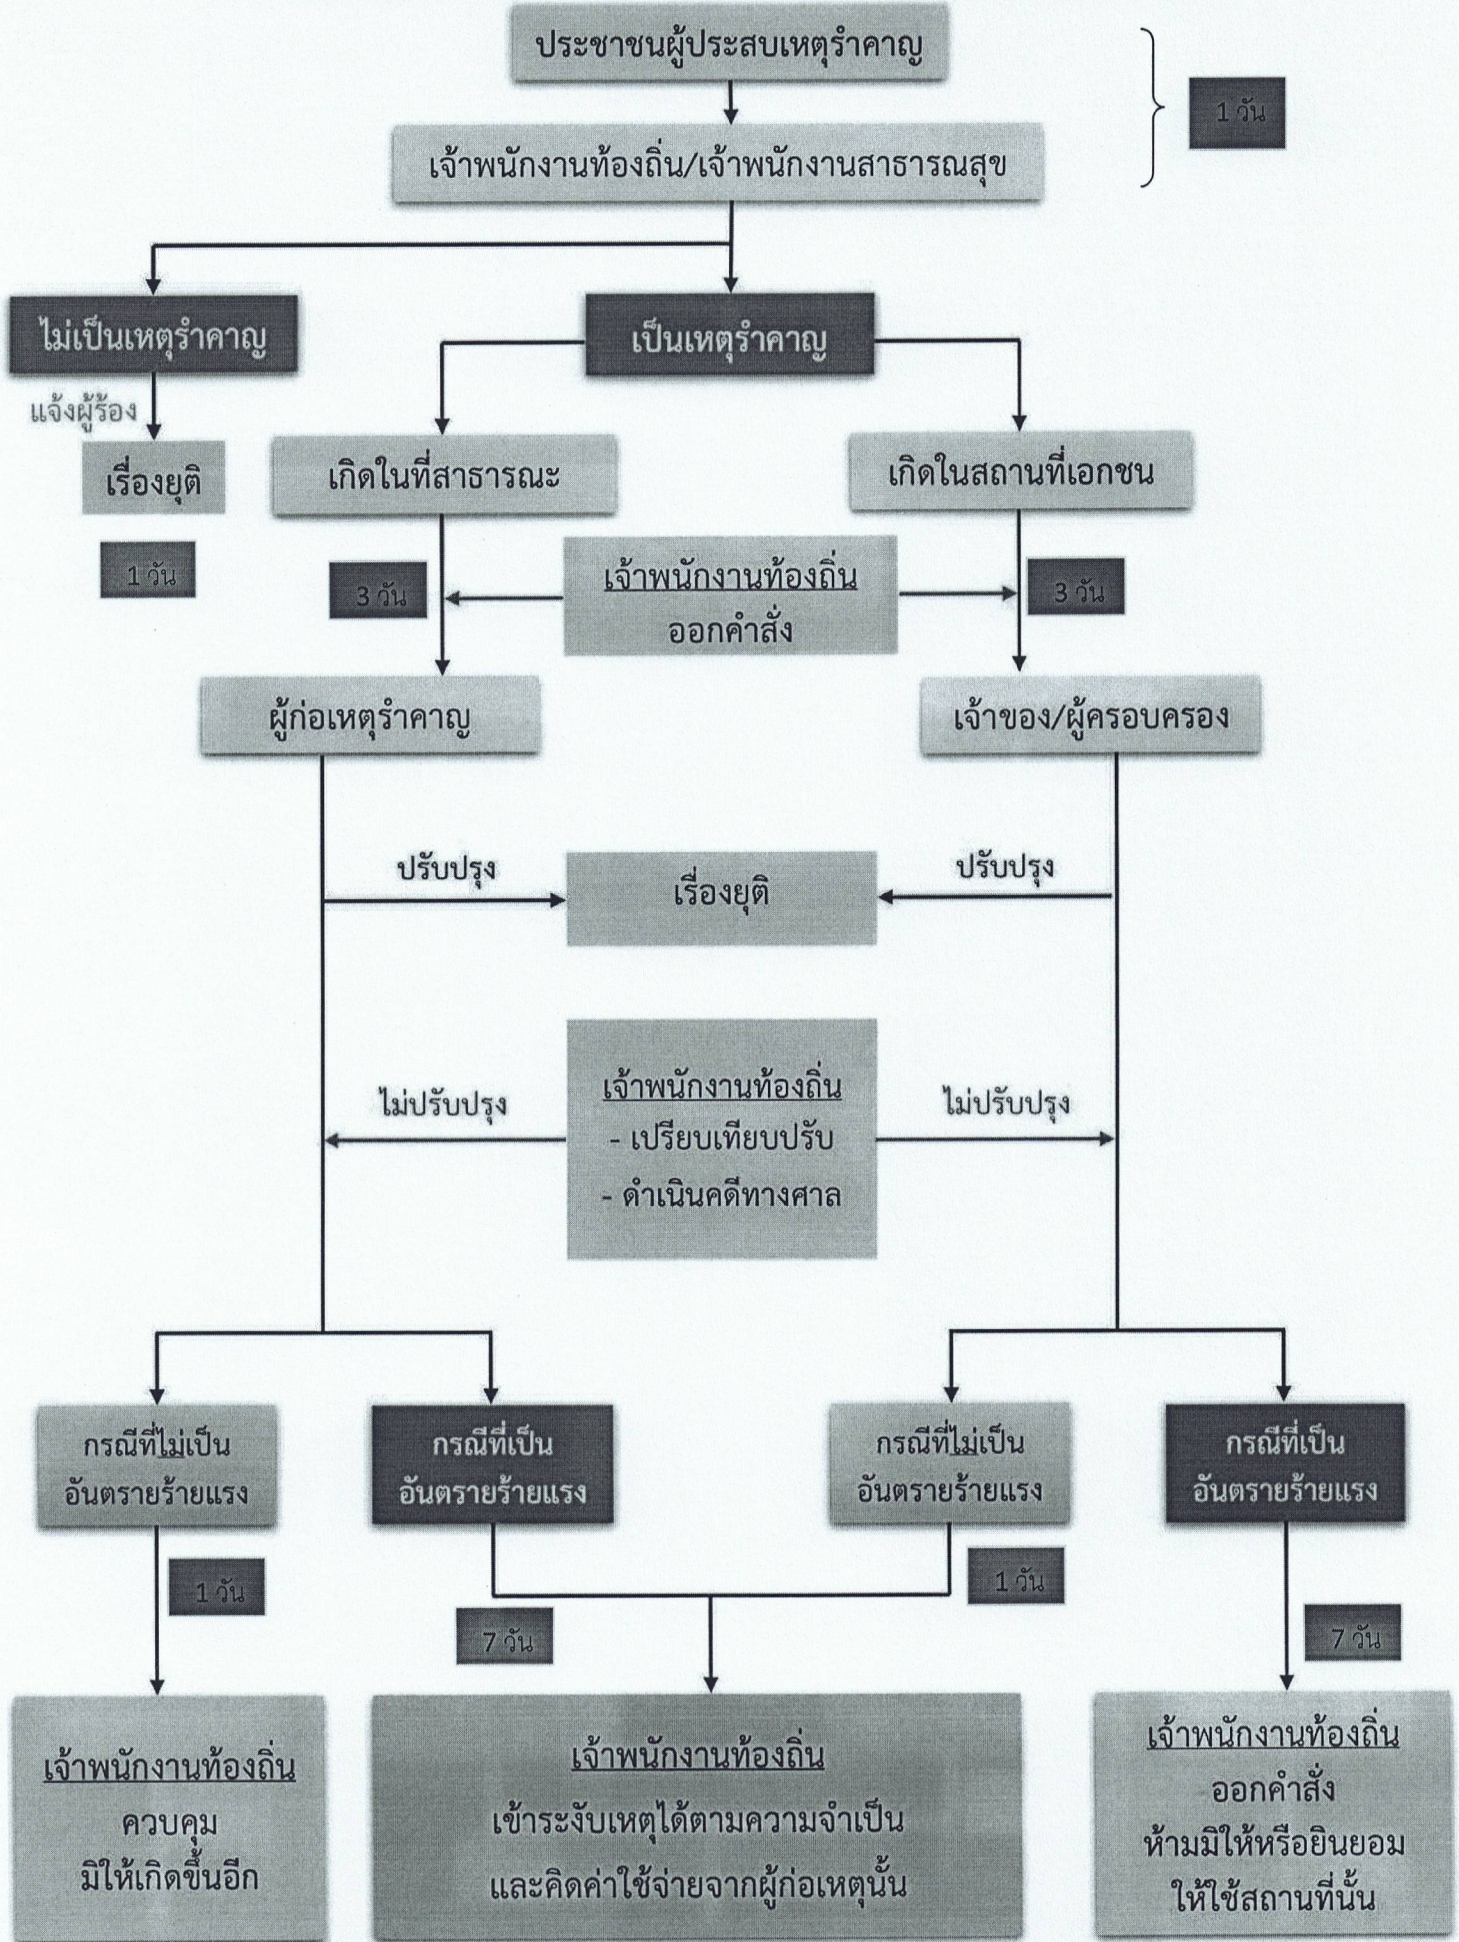 ประชาชนผู้ประสบเหตุรำคาญ
1 วัน
เจ้าพนักงานท้องถิ่น/เจ้าพนักงานสาธารณสุข
ไม่เป็นเหตุรำคาญ
เป็นเหตุรำคาญ
แจ้งผู้ร้อง
เรื่องยุติ
เกิดในที่สาธารณะ
เกิดในสถานที่เอกชน
1 วัน
3 วัน
เจ้าพนักงานท้องถิ่น
ออกคำสั่ง
3 วัน
ผู้ก่อเหตุรำคาญ
เจ้าของ/ผู้ครอบครอง
ปรับปรุง
เรื่องยุติ
ปรับปรุง
ไม่ปรับปรุง
เจ้าพนักงานท้องถิ่น
- เปรียบเทียบปรับ
- ดำเนินคดีทางศาล
ไม่ปรับปรุง
กรณีที่ไม่เป็น
อันตรายร้ายแรง
กรณีที่เป็น
อันตรายร้ายแรง
กรณีที่ไม่เป็น
อันตรายร้ายแรง
กรณีที่เป็น
อันตรายร้ายแรง
1 วัน
7 วัน
1 วัน
7 วัน
เจ้าพนักงานท้องถิ่น
ควบคุม
มิให้เกิดขึ้นอีก
เจ้าพนักงานท้องถิ่น
เข้าระงับเหตุได้ตามความจำเป็น
และคิดค่าใช้จ่ายจากผู้ก่อเหตุนั้น
เจ้าพนักงานท้องถิ่น
ออกคำสั่ง
ห้ามมิให้หรือยินยอม
ให้ใช้สถานที่นั้น